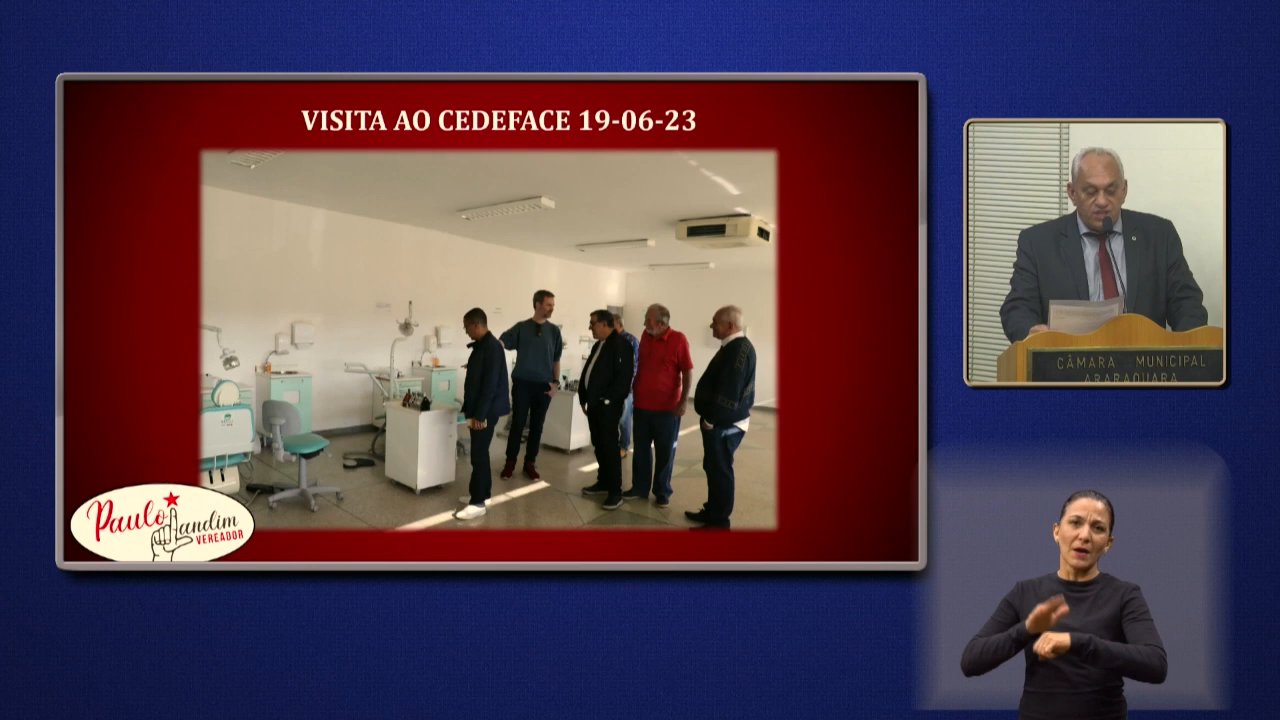 VISITA AO CEDEFACE 19-06-23
Paulo Landim
VEREADOR
CÂMARA MUNICIPAL
ARARAQUARA